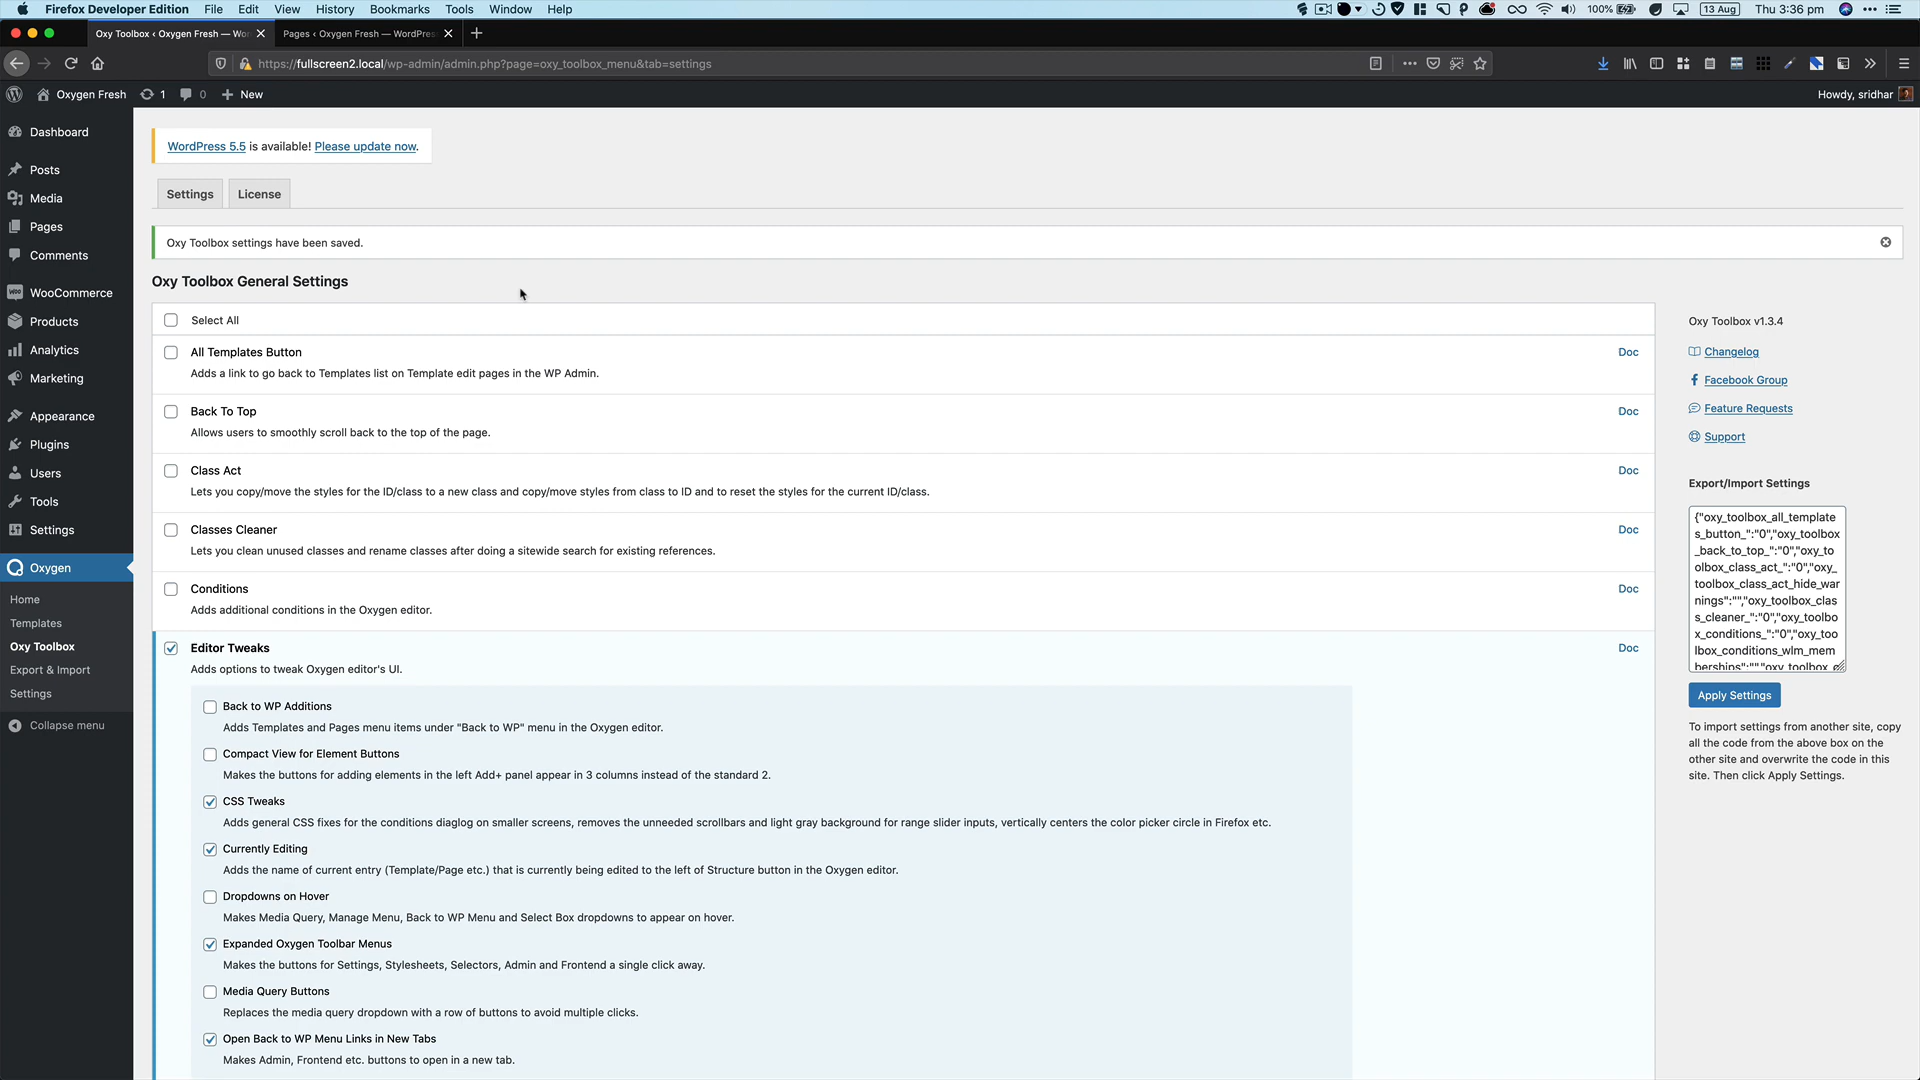 Firefox Developer Edition File Edit View History Bookmarks Tools Window Help 100% 13 Aug Thu 3:36 pm
Oxy Toolbox ‹ Oxygen Fresh — Wor Pages ‹ Oxygen Fresh — WordPres
https://fullscreen2.local/wp-admin/admin.php?page=oxy_toolbox_menu&tab=settings
Oxygen Fresh 1 0 New Howdy, sridhar
Dashboard
Posts
Media
Pages
Comments
WooCommerce
Products
Analytics
Marketing
Appearance
Plugins
Users
Tools
Settings
Oxygen
Home
Templates
Oxy Toolbox
Export & Import
Settings
Collapse menu
WordPress 5.5 is available! Please update now.
Settings License
Oxy Toolbox settings have been saved.
Oxy Toolbox General Settings
Select All
All Templates Button Doc
Adds a link to go back to Templates list on Template edit pages in the WP Admin.
Back To Top Doc
Allows users to smoothly scroll back to the top of the page.
Class Act Doc
Lets you copy/move the styles for the ID/class to a new class and copy/move styles from class to ID and to reset the styles for the current ID/class.
Classes Cleaner Doc
Lets you clean unused classes and rename classes after doing a sitewide search for existing references.
Conditions Doc
Adds additional conditions in the Oxygen editor.
Editor Tweaks Doc
Adds options to tweak Oxygen editor's UI.
Back to WP Additions
Adds Templates and Pages menu items under "Back to WP" menu in the Oxygen editor.
Compact View for Element Buttons
Makes the buttons for adding elements in the left Add+ panel appear in 3 columns instead of the standard 2.
CSS Tweaks
Adds general CSS fixes for the conditions diaglog on smaller screens, removes the unneeded scrollbars and light gray background for range slider inputs, vertically centers the color picker circle in Firefox etc.
Currently Editing
Adds the name of current entry (Template/Page etc.) that is currently being edited to the left of Structure button in the Oxygen editor.
Dropdowns on Hover
Makes Media Query, Manage Menu, Back to WP Menu and Select Box dropdowns to appear on hover.
Expanded Oxygen Toolbar Menus
Makes the buttons for Settings, Stylesheets, Selectors, Admin and Frontend a single click away.
Media Query Buttons
Replaces the media query dropdown with a row of buttons to avoid multiple clicks.
Open Back to WP Menu Links in New Tabs
Makes Admin, Frontend etc. buttons to open in a new tab.
Oxy Toolbox v1.3.4
Changelog
Facebook Group
Feature Requests
Support
Export/Import Settings
{"oxy_toolbox_all_template
s_button_":"0","oxy_toolbox
_back_to_top_":"0","oxy_to
olbox_class_act_":"0","oxy_
toolbox_class_act_hide_war
nings":"","oxy_toolbox_clas
s_cleaner_":"0","oxy_toolbo
x_conditions_":"0","oxy_too
lbox_conditions_wlm_mem
berships":"","oxy_toolbox_e
Apply Settings
To import settings from another site, copy
all the code from the above box on the
other site and overwrite the code in this
site. Then click Apply Settings.